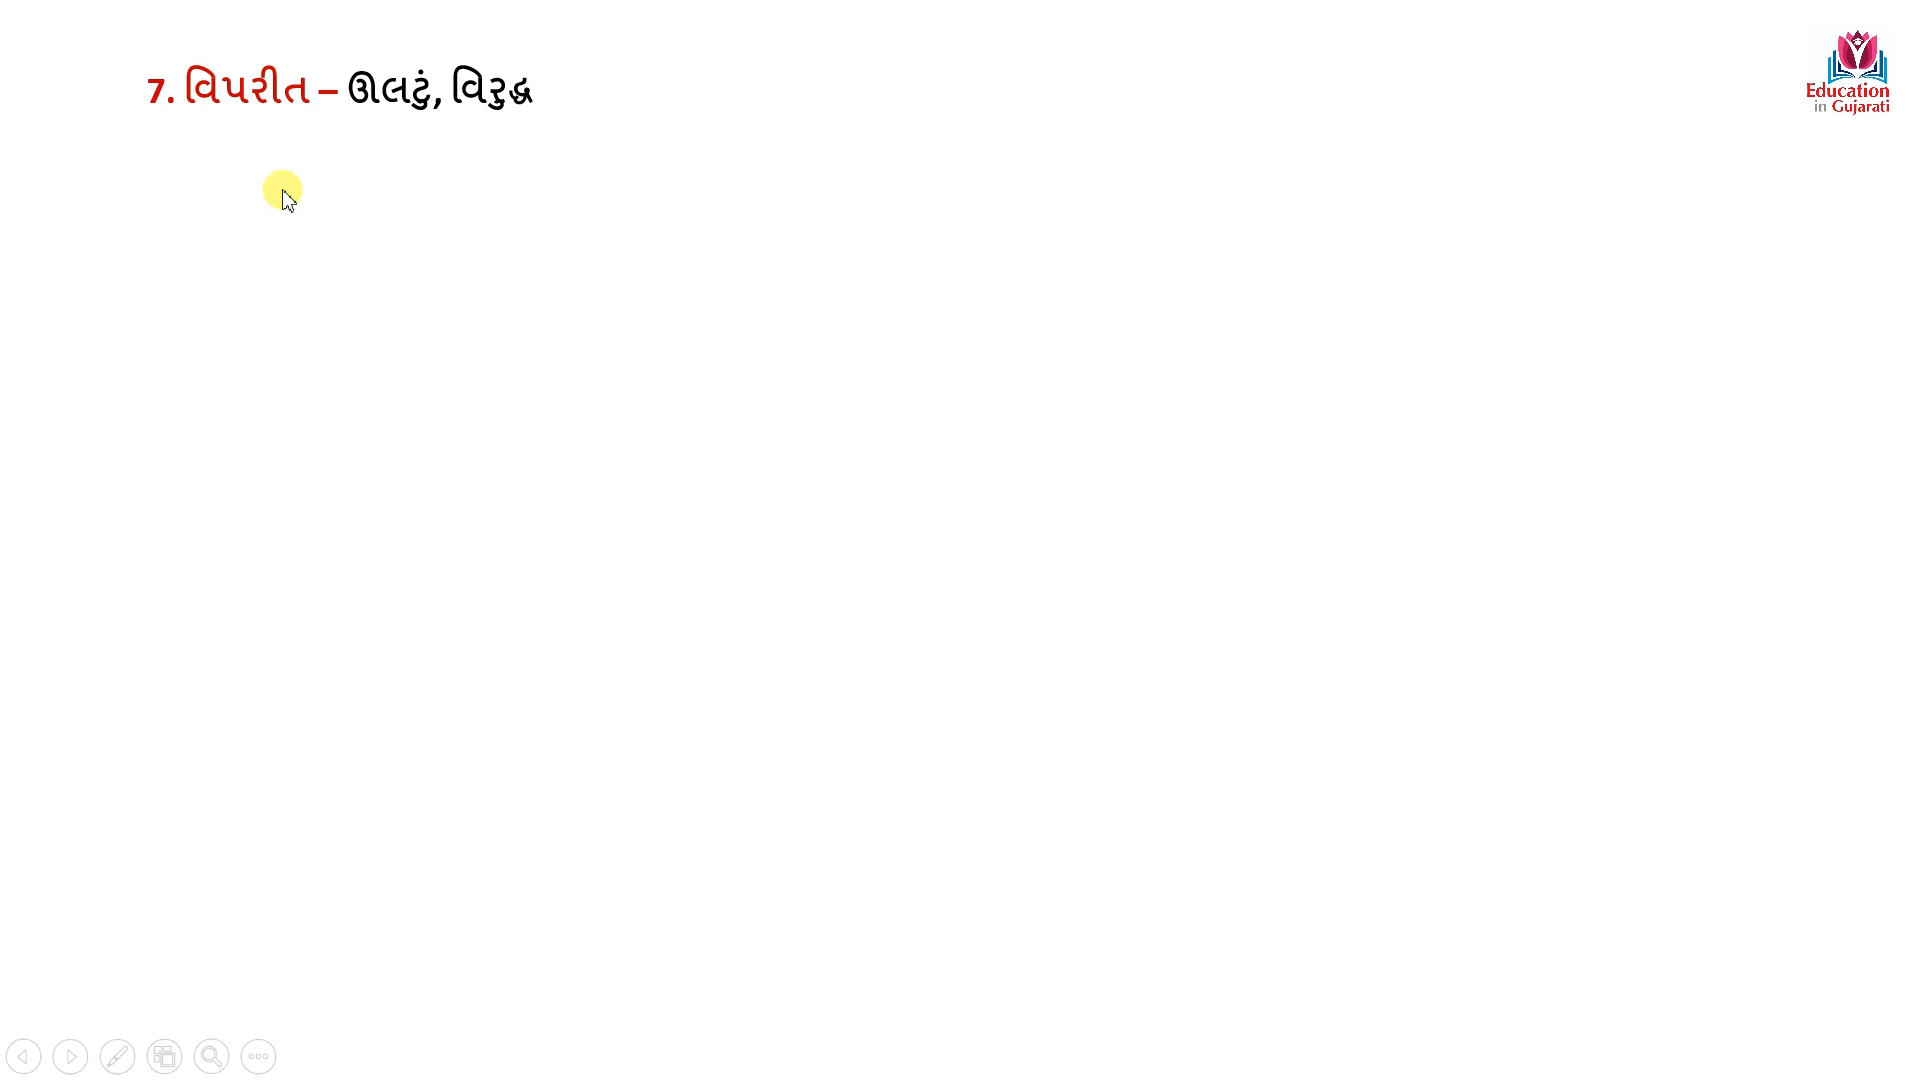 7. વિપરીત – ઊલટું, વિરુદ્ધ
Education
in Gujarati